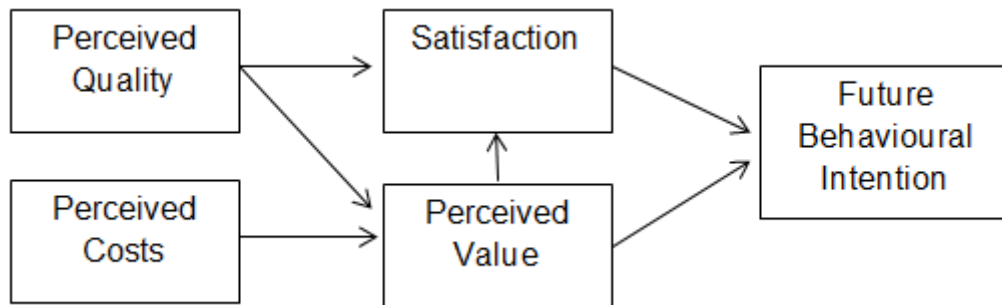 Perceived
Quality
Satisfaction
Future
Behavioural
Intention
Perceived
Costs
Perceived
Value